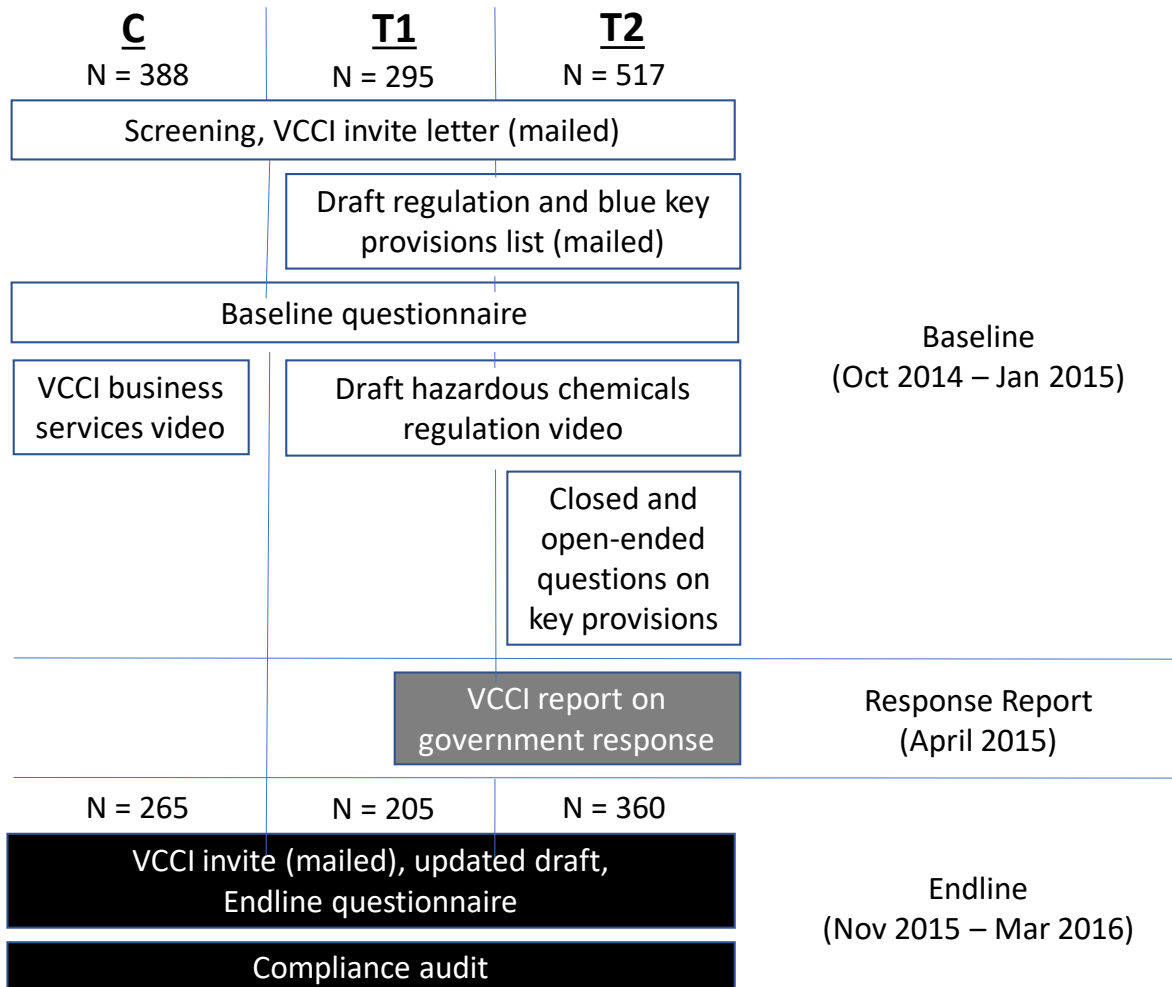 C T1 T2
N = 388 N = 295 N = 517
Screening, VCCI invite letter (mailed)
Draft regulation and blue key
provisions list (mailed)
Baseline questionnaire
Baseline
(Oct 2014 – Jan 2015)
VCCI business
services video
Draft hazardous chemicals
regulation video
Closed and
open-ended
questions on
key provisions
VCCI report on
government response
Response Report
(April 2015)
N = 265 N = 205 N = 360
VCCI invite (mailed), updated draft,
Endline questionnaire
Endline
(Nov 2015 – Mar 2016)
Compliance audit